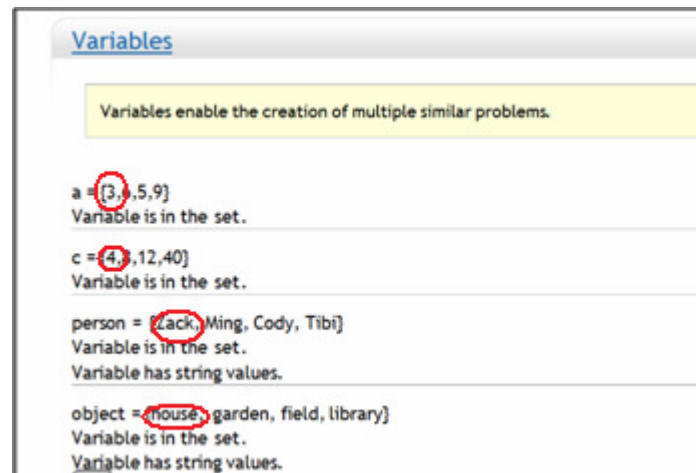 Variables
Variables enable the creation of multiple similar problems.
a = {3, ,5,9}
Variable is in the set.
c = {4, ,12,40}
Variable is in the set.
person = {Zack, Ming, Cody, Tibi}
Variable is in the set.
Variable has string values.
object = {house, garden, field, library}
Variable is in the set.
Variable has string values.